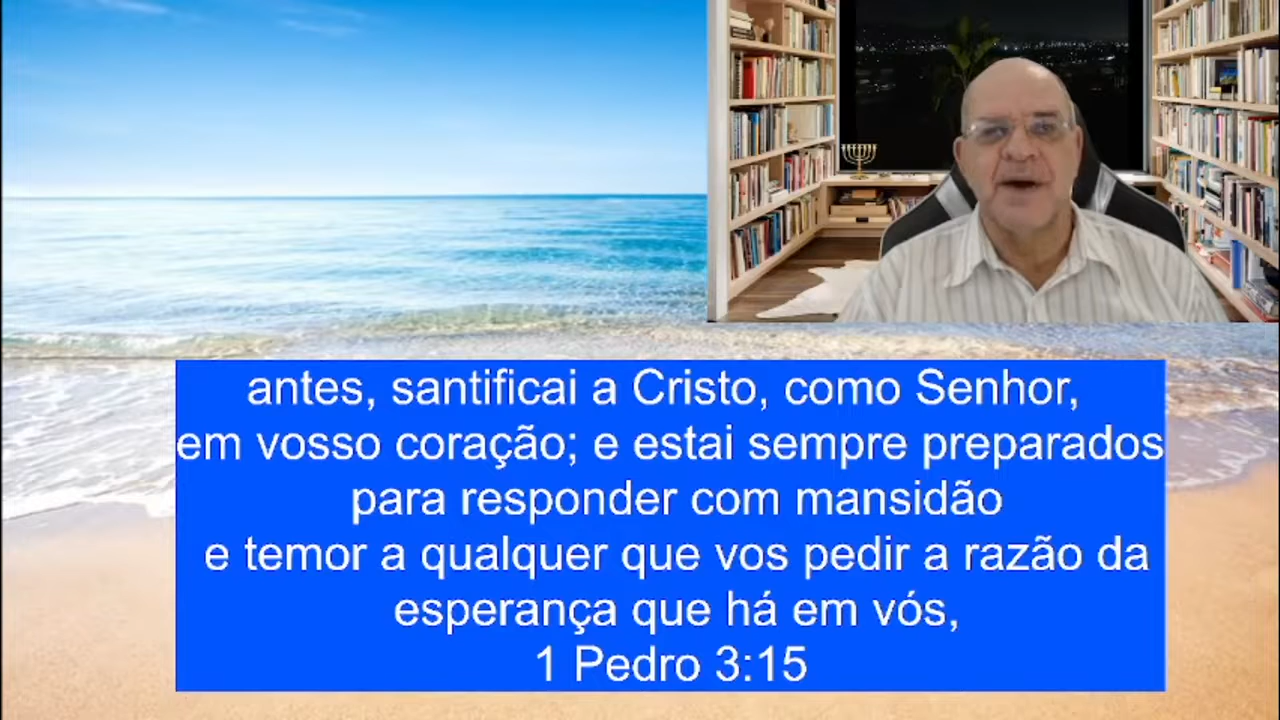 antes, santificai a Cristo, como Senhor,
em vosso coração; e estai sempre preparados
para responder com mansidão
e temor a qualquer que vos pedir a razão da
esperança que há em vós,
1 Pedro 3:15